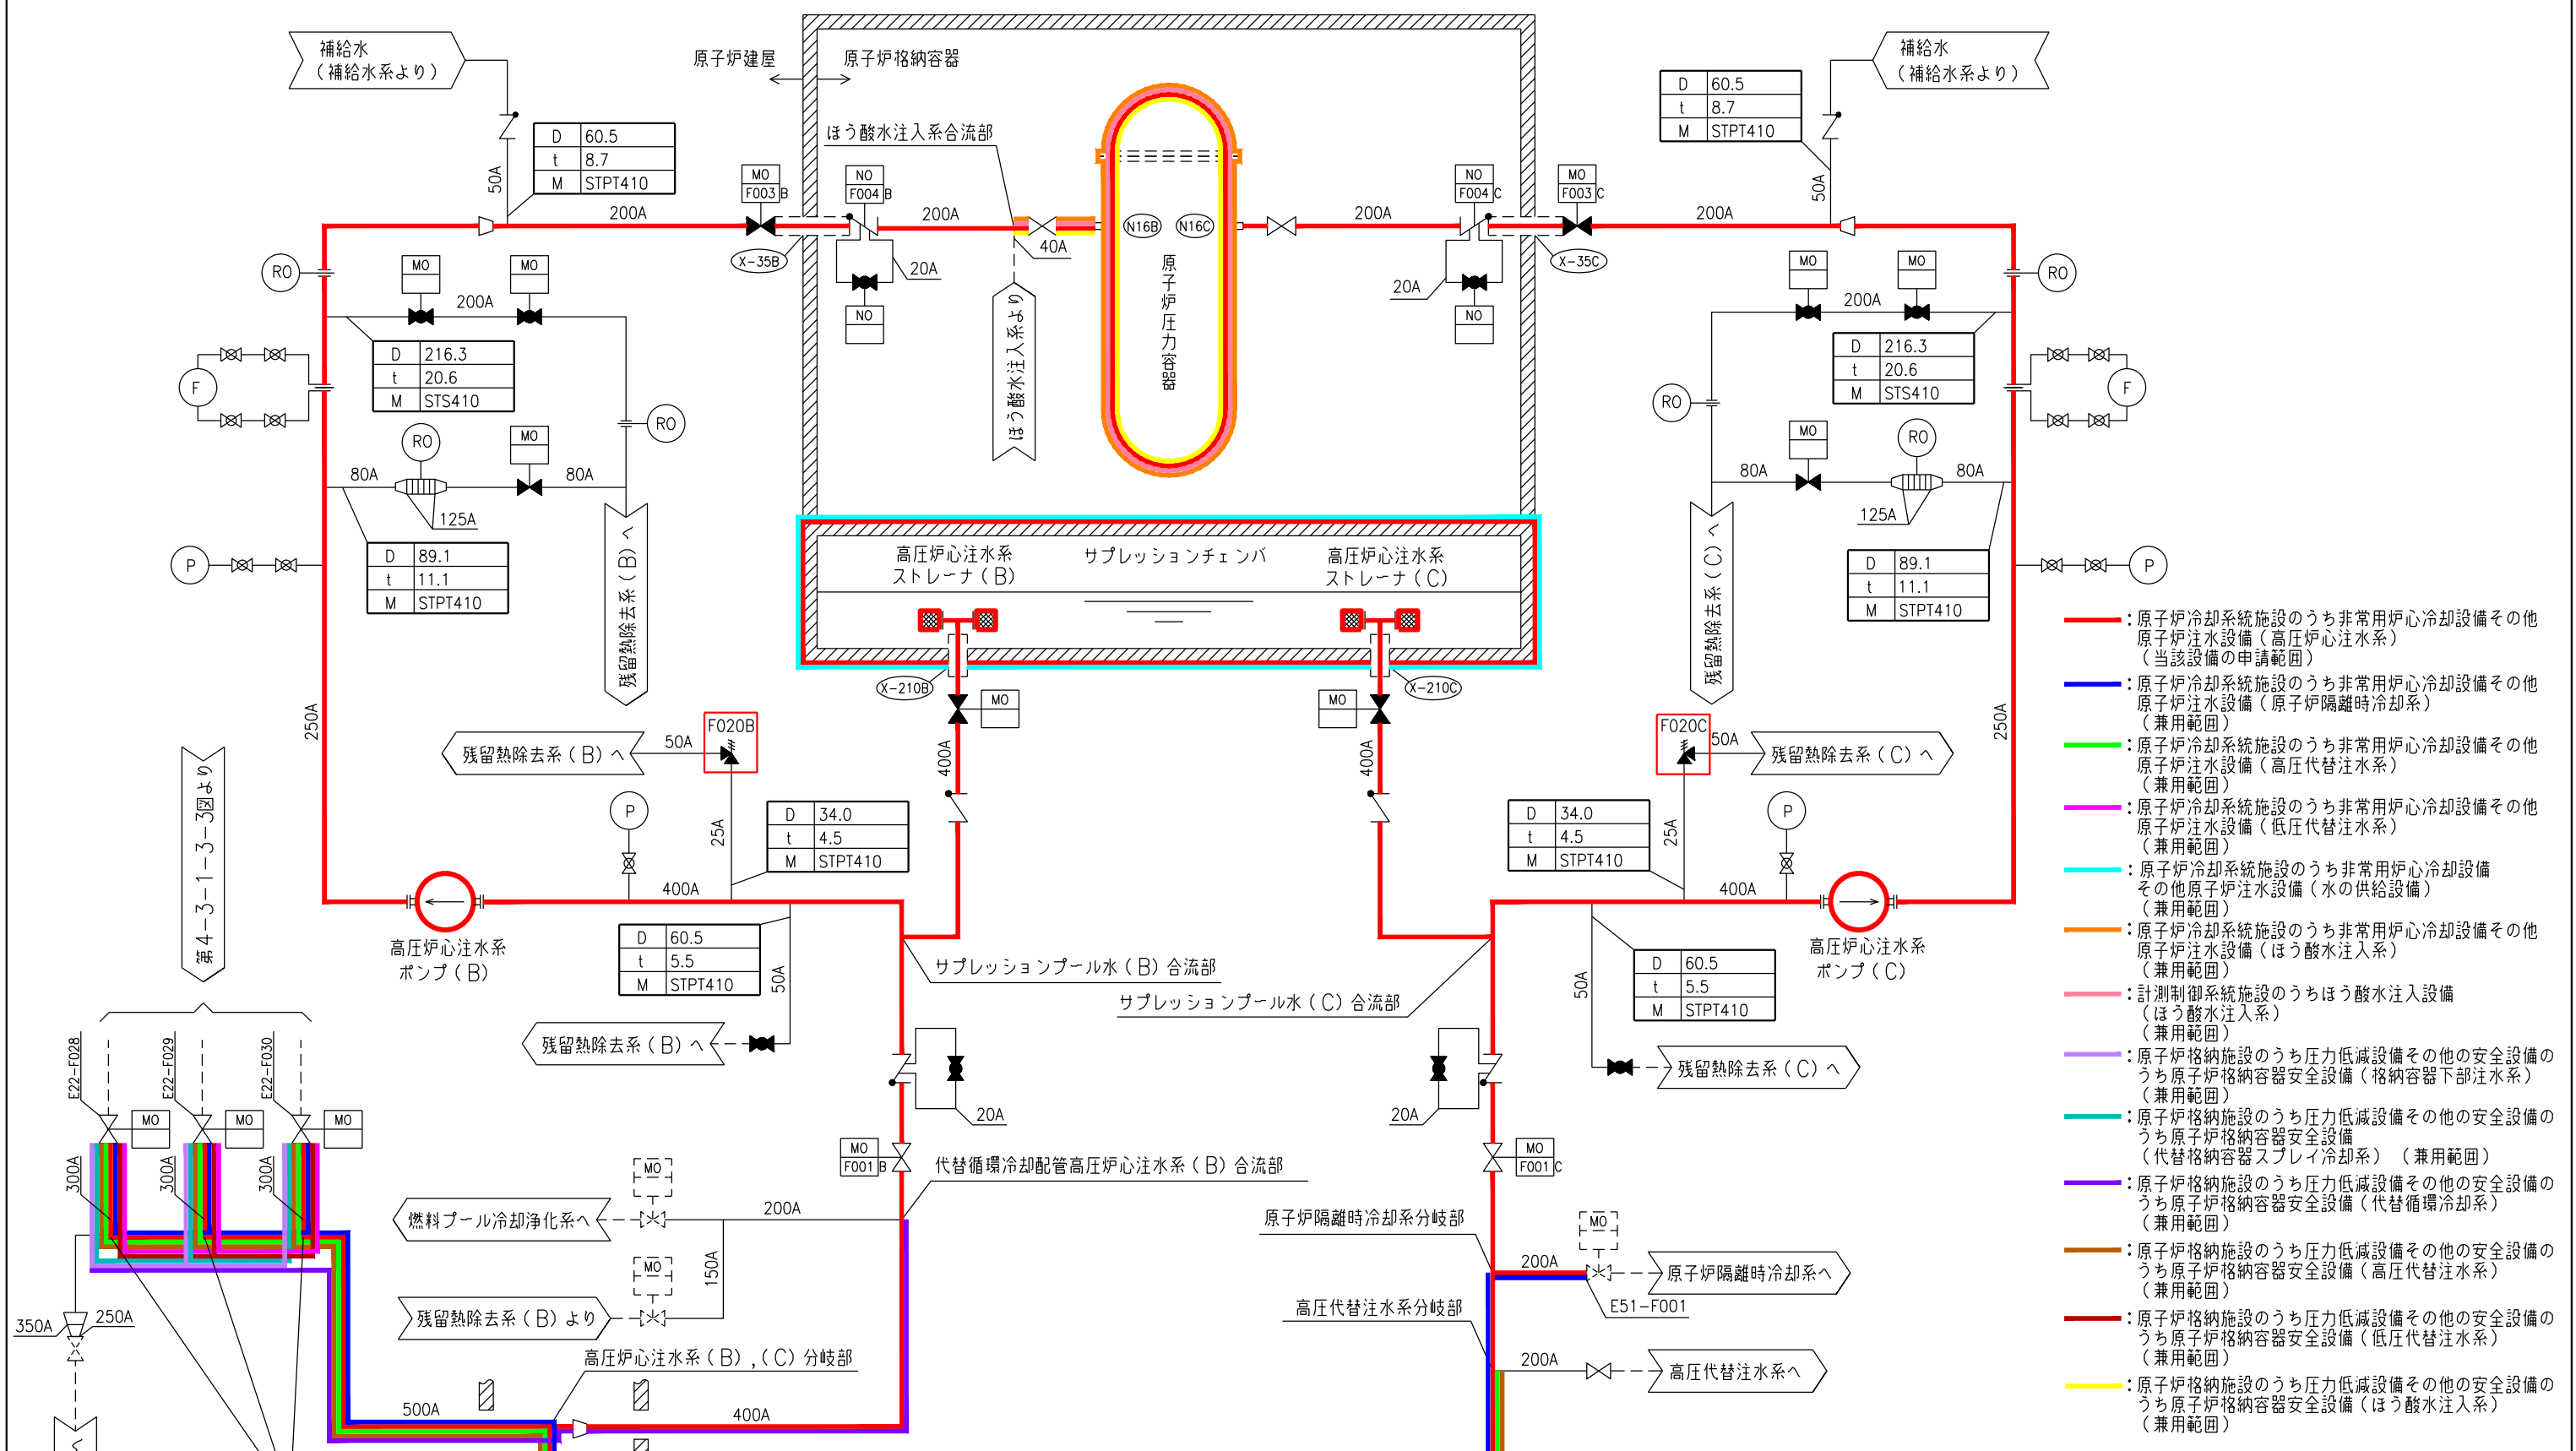 補給水
(補給水系より)
50A
D 60.5
t 8.7
M STPT410
原子炉建屋
原子炉格納容器
ほう酸水注入系合流部
D 60.5
t 8.7
M STPT410
補給水
(補給水系より)
50A
200A
MO
F003 B
NO
F004 B
200A
40A
N16B
N16C
200A
NO
F004 C
MO
F003 C
200A
X-35B
20A
NO
ほう酸水注入系より
原子炉圧力容器
20A
NO
X-35C
RO
MO
MO
200A
D 216.3
t 20.6
M STS410
F
RO
RO
MO
80A
80A
125A
D 89.1
t 11.1
M STPT410
P
残留熱除去系(B)へ
250A
MO
MO
200A
RO
D 216.3
t 20.6
M STS410
RO
F
MO
RO
80A
80A
125A
D 89.1
t 11.1
M STPT410
P
残留熱除去系(C)へ
250A
高圧炉心注水系
ストレーナ(B)
サプレッションチェンバ
高圧炉心注水系
ストレーナ(C)
X-210B
MO
400A
MO
X-210C
400A
残留熱除去系(B)へ
50A
F020B
25A
P
D 34.0
t 4.5
M STPT410
400A
高圧炉心注水系
ポンプ(B)
D 60.5
t 5.5
M STPT410
50A
残留熱除去系(B)へ
サプレッションプール水(B)合流部
サプレッションプール水(C)合流部
F020C
50A
残留熱除去系(C)へ
25A
D 34.0
t 4.5
M STPT410
P
400A
高圧炉心注水系
ポンプ(C)
D 60.5
t 5.5
M STPT410
50A
残留熱除去系(C)へ
20A
20A
MO
F001 B
MO
F001 C
第4-3-1-3-3図より
E22-F028
E22-F029
E22-F030
MO
MO
MO
300A
300A
300A
350A
250A
代替循環冷却配管高圧炉心注水系(B)合流部
MO
燃料プール冷却浄化系へ
200A
MO
150A
残留熱除去系(B)より
高圧炉心注水系(B),(C)分岐部
500A
400A
原子炉隔離時冷却系分岐部
MO
200A
原子炉隔離時冷却系へ
E51-F001
高圧代替注水系分岐部
200A
高圧代替注水系へ
へ
:原子炉冷却系統施設のうち非常用炉心冷却設備その他
原子炉注水設備(高圧炉心注水系)
(当該設備の申請範囲)
:原子炉冷却系統施設のうち非常用炉心冷却設備その他
原子炉注水設備(原子炉隔離時冷却系)
(兼用範囲)
:原子炉冷却系統施設のうち非常用炉心冷却設備その他
原子炉注水設備(高圧代替注水系)
(兼用範囲)
:原子炉冷却系統施設のうち非常用炉心冷却設備その他
原子炉注水設備(低圧代替注水系)
(兼用範囲)
:原子炉冷却系統施設のうち非常用炉心冷却設備
その他原子炉注水設備(水の供給設備)
(兼用範囲)
:原子炉冷却系統施設のうち非常用炉心冷却設備その他
原子炉注水設備(ほう酸水注入系)
(兼用範囲)
:計測制御系統施設のうちほう酸水注入設備
(ほう酸水注入系)
(兼用範囲)
:原子炉格納施設のうち圧力低減設備その他の安全設備の
うち原子炉格納容器安全設備(格納容器下部注水系)
(兼用範囲)
:原子炉格納施設のうち圧力低減設備その他の安全設備の
うち原子炉格納容器安全設備
(代替格納容器スプレイ冷却系)(兼用範囲)
:原子炉格納施設のうち圧力低減設備その他の安全設備の
うち原子炉格納容器安全設備(代替循環冷却系)
(兼用範囲)
:原子炉格納施設のうち圧力低減設備その他の安全設備の
うち原子炉格納容器安全設備(高圧代替注水系)
(兼用範囲)
:原子炉格納施設のうち圧力低減設備その他の安全設備の
うち原子炉格納容器安全設備(低圧代替注水系)
(兼用範囲)
:原子炉格納施設のうち圧力低減設備その他の安全設備の
うち原子炉格納容器安全設備(ほう酸水注入系)
(兼用範囲)